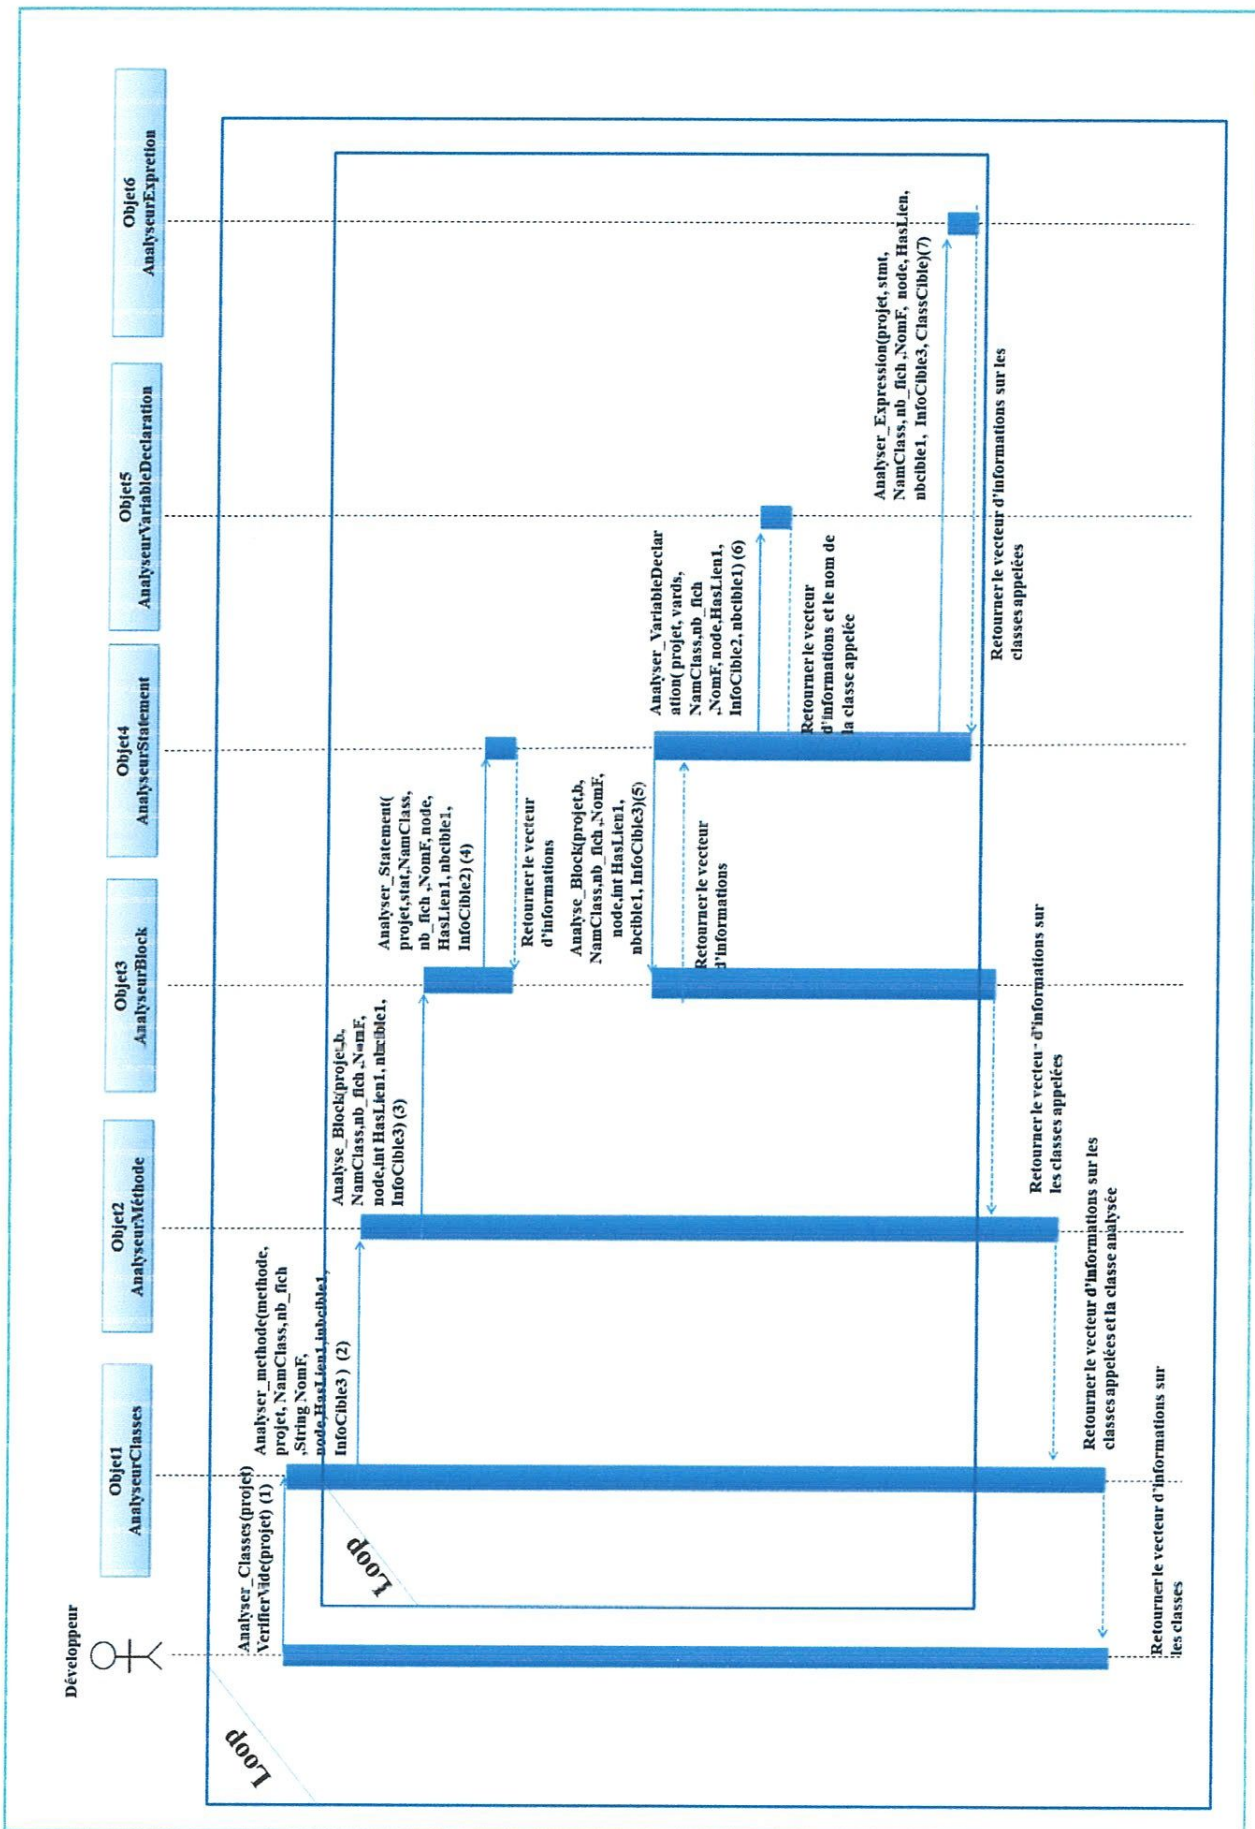 Développeur
Objet1
AnalyseurClasses
Objet2
AnalyseurMéthode
Objet3
AnalyseurBlock
Objet4
AnalyseurStatement
Objet5
AnalyseurVariableDeclaration
Objet6
AnalyseurExpretion
Loop
Loop
Analyser_Classes(projet)
VerifierVide(projet) (1)
Analyser_methode(methode,
projet, NamClass,nb_fich
,String NomF,
node,HasLien1,inbcible1,
InfoCible3 ) (2)
Analyse_Block(projet,b,
NamClass,nb_fich ,NomF,
node,int HasLien1, nbcible1,
InfoCible3) (3)
Analyser_Statement(
projet,stat,NamClass,
nb_fich ,NomF, node,
HasLien1, nbcible1,
InfoCible2) (4)
Retourner le vecteur
d'informations
Analyse_Block(projet,b,
NamClass,nb_fich ,NomF,
node,int HasLien1,
nbcible1, InfoCible3)(5)
Retourner le vecteur
d'informations
Analyser_VariableDeclar
ation( projet, vards,
NamClass,nb_fich
,NomF, node,HasLien1,
InfoCible2, nbcible1) (6)
Retourner le vecteur
d'informations et le nom de
la classe appelée
Analyser_Expression(projet, stmt,
NamClass, nb_fich ,NomF, node, HasLien,
nbcible1, InfoCible3, ClassCible)(7)
Retourner le vecteur d'informations sur les
classes appelées
Retourner le vecteur d'informations sur
les classes appelées
Retourner le vecteur d'informations sur les
classes appelées et la classe analysée
Retourner le vecteur d'informations sur
les classes